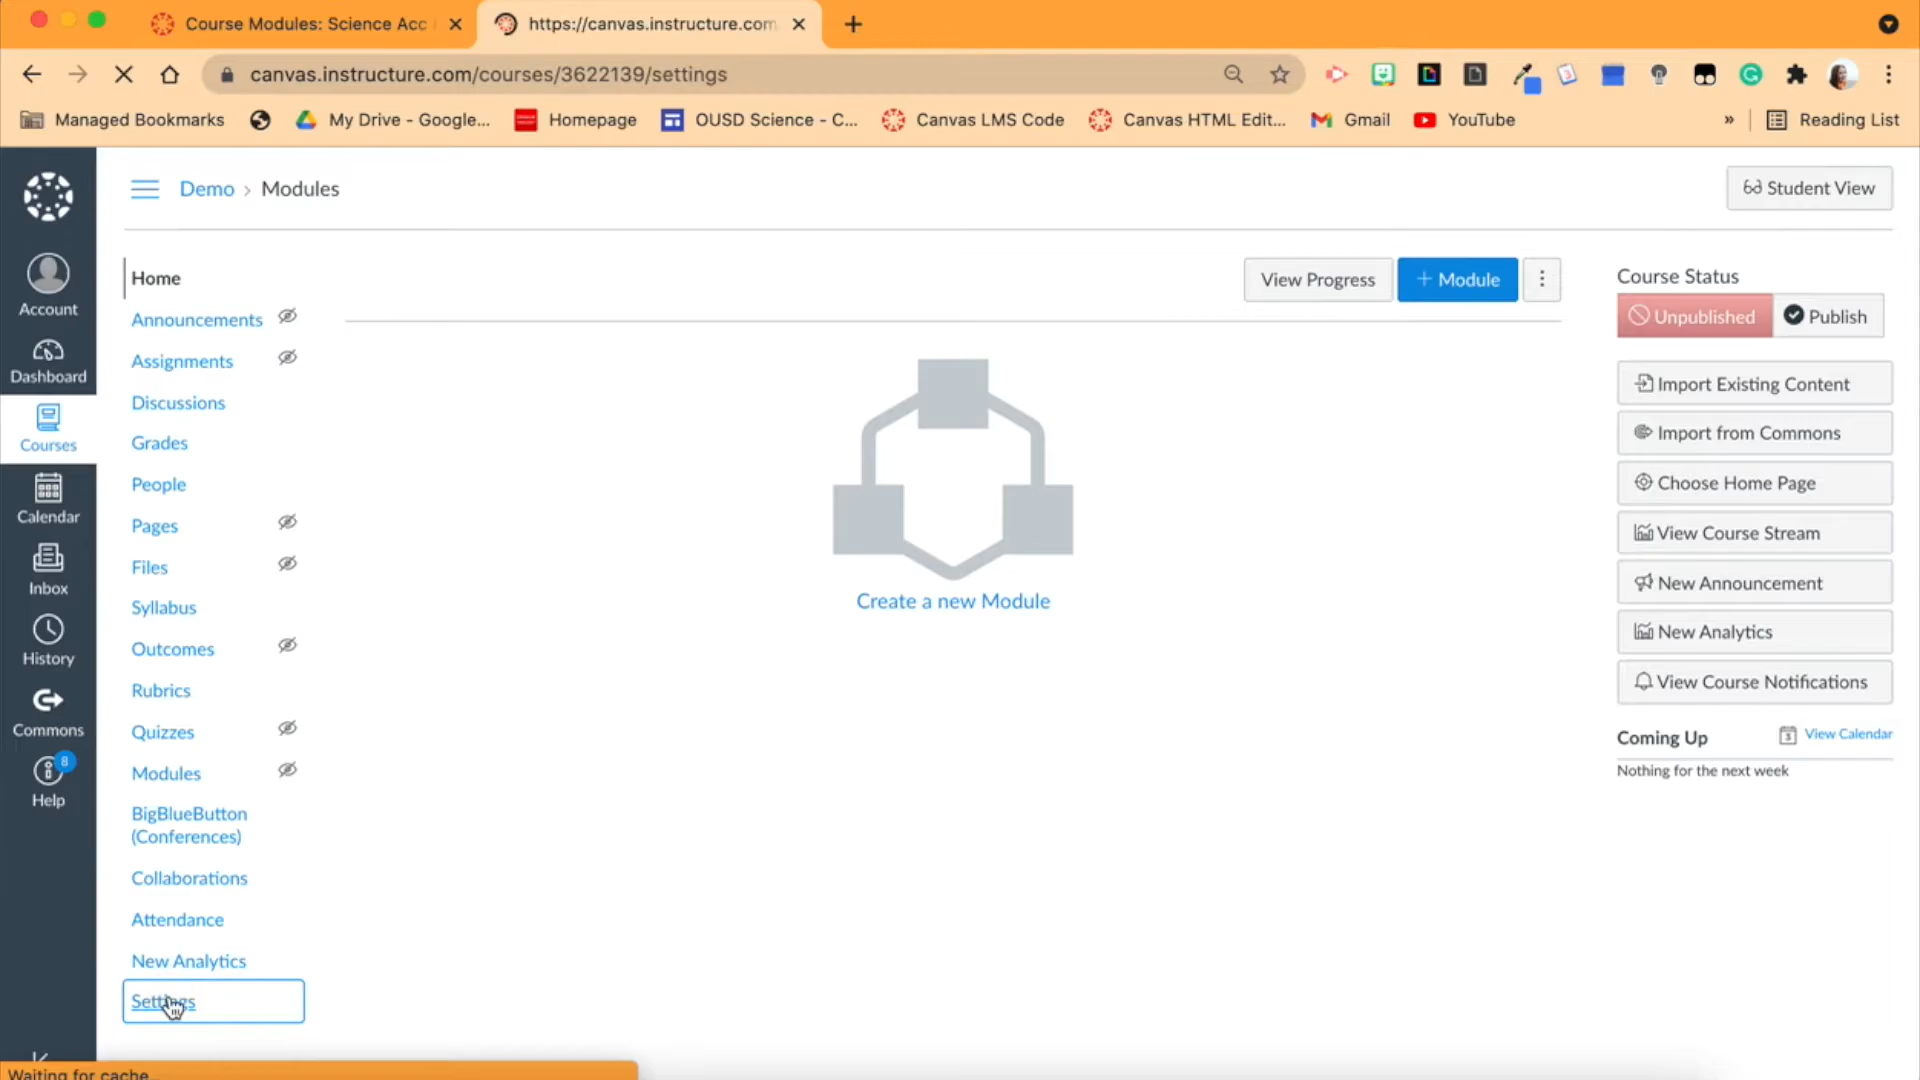 Course Modules: Science Acc
https://canvas.instructure.com
canvas.instructure.com/courses/3622139/settings
Managed Bookmarks
My Drive - Google...
Homepage
OUSD Science - C...
Canvas LMS Code
Canvas HTML Edit...
Gmail
YouTube
»
Reading List
Demo › Modules
Student View
Account
Dashboard
Courses
Calendar
Inbox
History
Commons
8
Help
Home
Announcements
Assignments
Discussions
Grades
People
Pages
Files
Syllabus
Outcomes
Rubrics
Quizzes
Modules
BigBlueButton
(Conferences)
Collaborations
Attendance
New Analytics
Settings
View Progress
+ Module
Create a new Module
Course Status
Unpublished
Publish
Import Existing Content
Import from Commons
Choose Home Page
View Course Stream
New Announcement
New Analytics
View Course Notifications
Coming Up
View Calendar
Nothing for the next week
Waiting for cache...